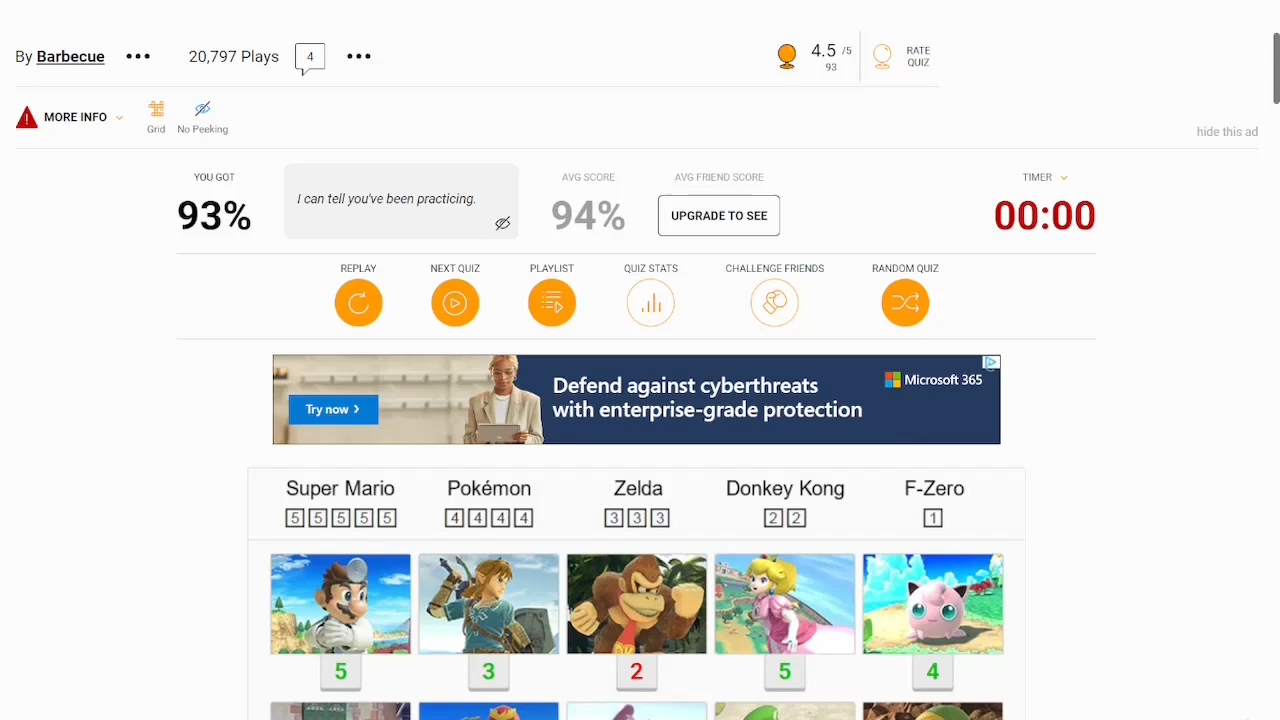 By Barbecue
20,797 Plays
4
4.5 /5
93
RATE
QUIZ
MORE INFO
Grid
No Peeking
hide this ad
YOU GOT
93%
I can tell you've been practicing.
AVG SCORE
94%
AVG FRIEND SCORE
UPGRADE TO SEE
TIMER
00:00
REPLAY
NEXT QUIZ
PLAYLIST
QUIZ STATS
CHALLENGE FRIENDS
RANDOM QUIZ
Try now
Defend against cyberthreats
with enterprise-grade protection
Microsoft 365
Super Mario Pokémon Zelda Donkey Kong F-Zero
5 5 5 5 5 4 4 4 4 3 3 3 2 2 1
5 3 2 5 4